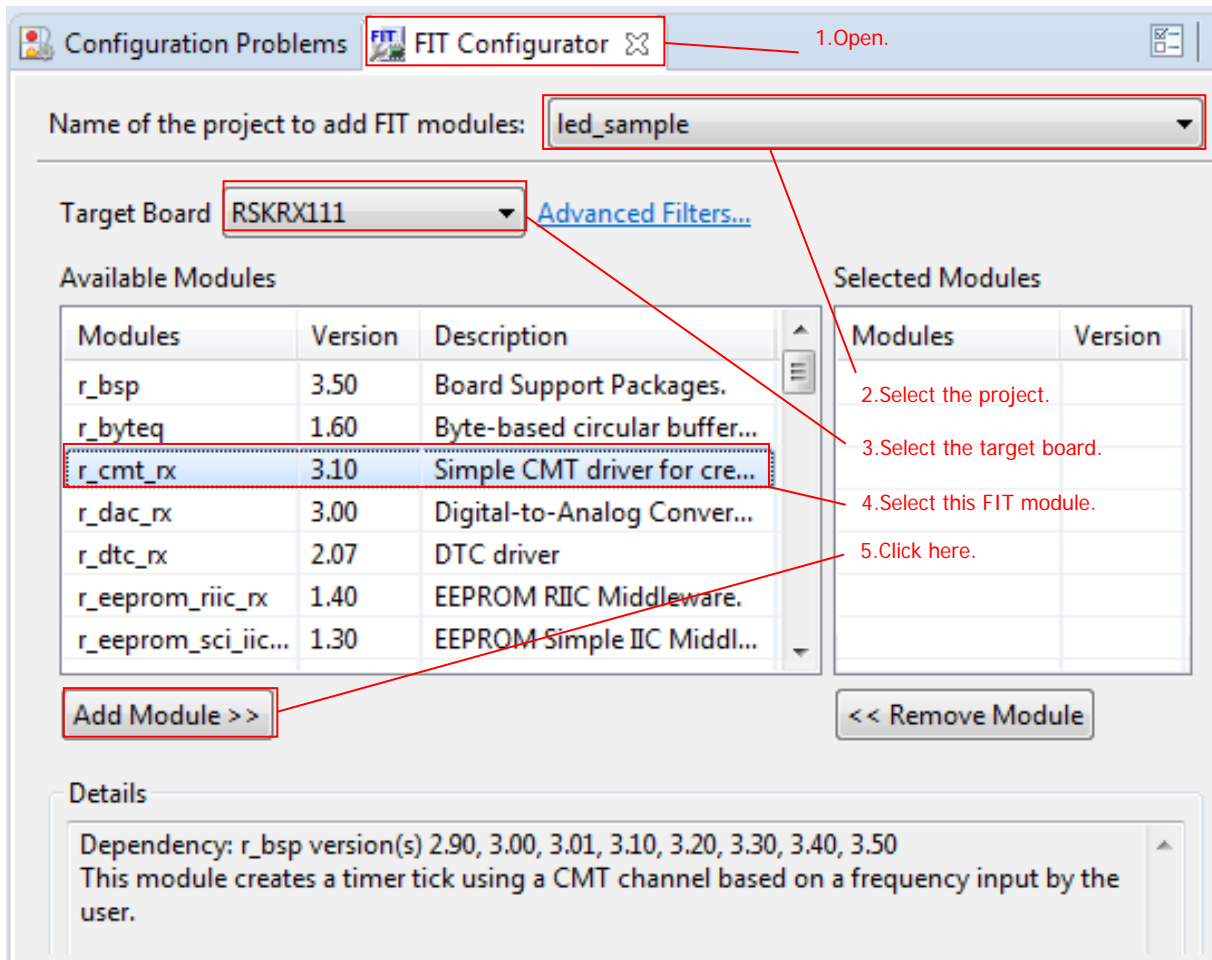 Configuration Problems FIT FIT Configurator 1.Open.
Name of the project to add FIT modules: led_sample
Target Board RSKRX111 Advanced Filters...
Available Modules Selected Modules
Modules Version Description Modules Version
r_bsp 3.50 Board Support Packages.
2.Select the project.
r_byteq 1.60 Byte-based circular buffer...
3.Select the target board.
r_cmt_rx 3.10 Simple CMT driver for cre...
4.Select this FIT module.
r_dac_rx 3.00 Digital-to-Analog Conver...
5.Click here.
r_dtc_rx 2.07 DTC driver
r_eeprom_riic_rx 1.40 EEPROM RIIC Middleware.
r_eeprom_sci_iic... 1.30 EEPROM Simple IIC Middl...
Add Module >> << Remove Module
Details
Dependency: r_bsp version(s) 2.90, 3.00, 3.01, 3.10, 3.20, 3.30, 3.40, 3.50
This module creates a timer tick using a CMT channel based on a frequency input by the
user.